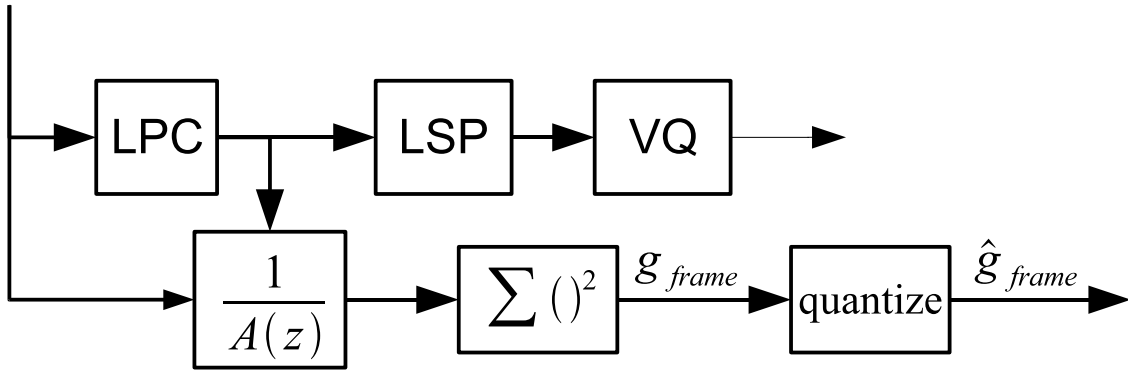 LPC LSP VQ
1
A(z)
∑()²
g frame
quantize
ĝ frame